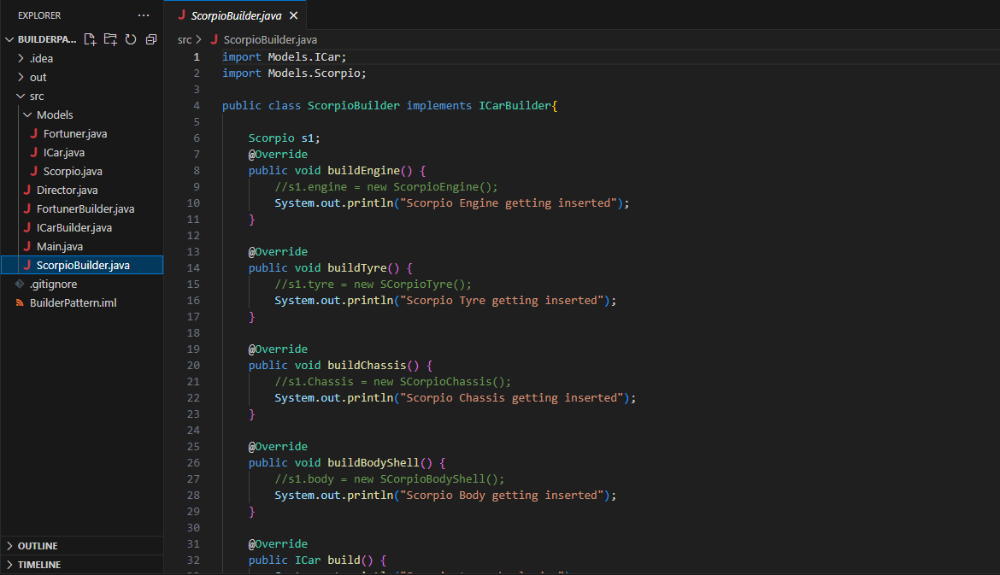 EXPLORER
BUILDERPA...
.idea
out
src
Models
Fortuner.java
ICar.java
Scorpio.java
Director.java
FortunerBuilder.java
ICarBuilder.java
Main.java
ScorpioBuilder.java
.gitignore
BuilderPattern.iml
OUTLINE
TIMELINE
ScorpioBuilder.java
src > ScorpioBuilder.java
1 import Models.ICar;
2 import Models.Scorpio;
3
4 public class ScorpioBuilder implements ICarBuilder{
5
6 Scorpio s1;
7 @Override
8 public void buildEngine() {
9 //s1.engine = new ScorpioEngine();
10 System.out.println("Scorpio Engine getting inserted");
11 }
12
13 @Override
14 public void buildTyre() {
15 //s1.tyre = new SCorpioTyre();
16 System.out.println("Scorpio Tyre getting inserted");
17 }
18
19 @Override
20 public void buildChassis() {
21 //s1.Chassis = new SCorpioChassis();
22 System.out.println("Scorpio Chassis getting inserted");
23 }
24
25 @Override
26 public void buildBodyShell() {
27 //s1.body = new SCorpioBodyShell();
28 System.out.println("Scorpio Body getting inserted");
29 }
30
31 @Override
32 public ICar build() {